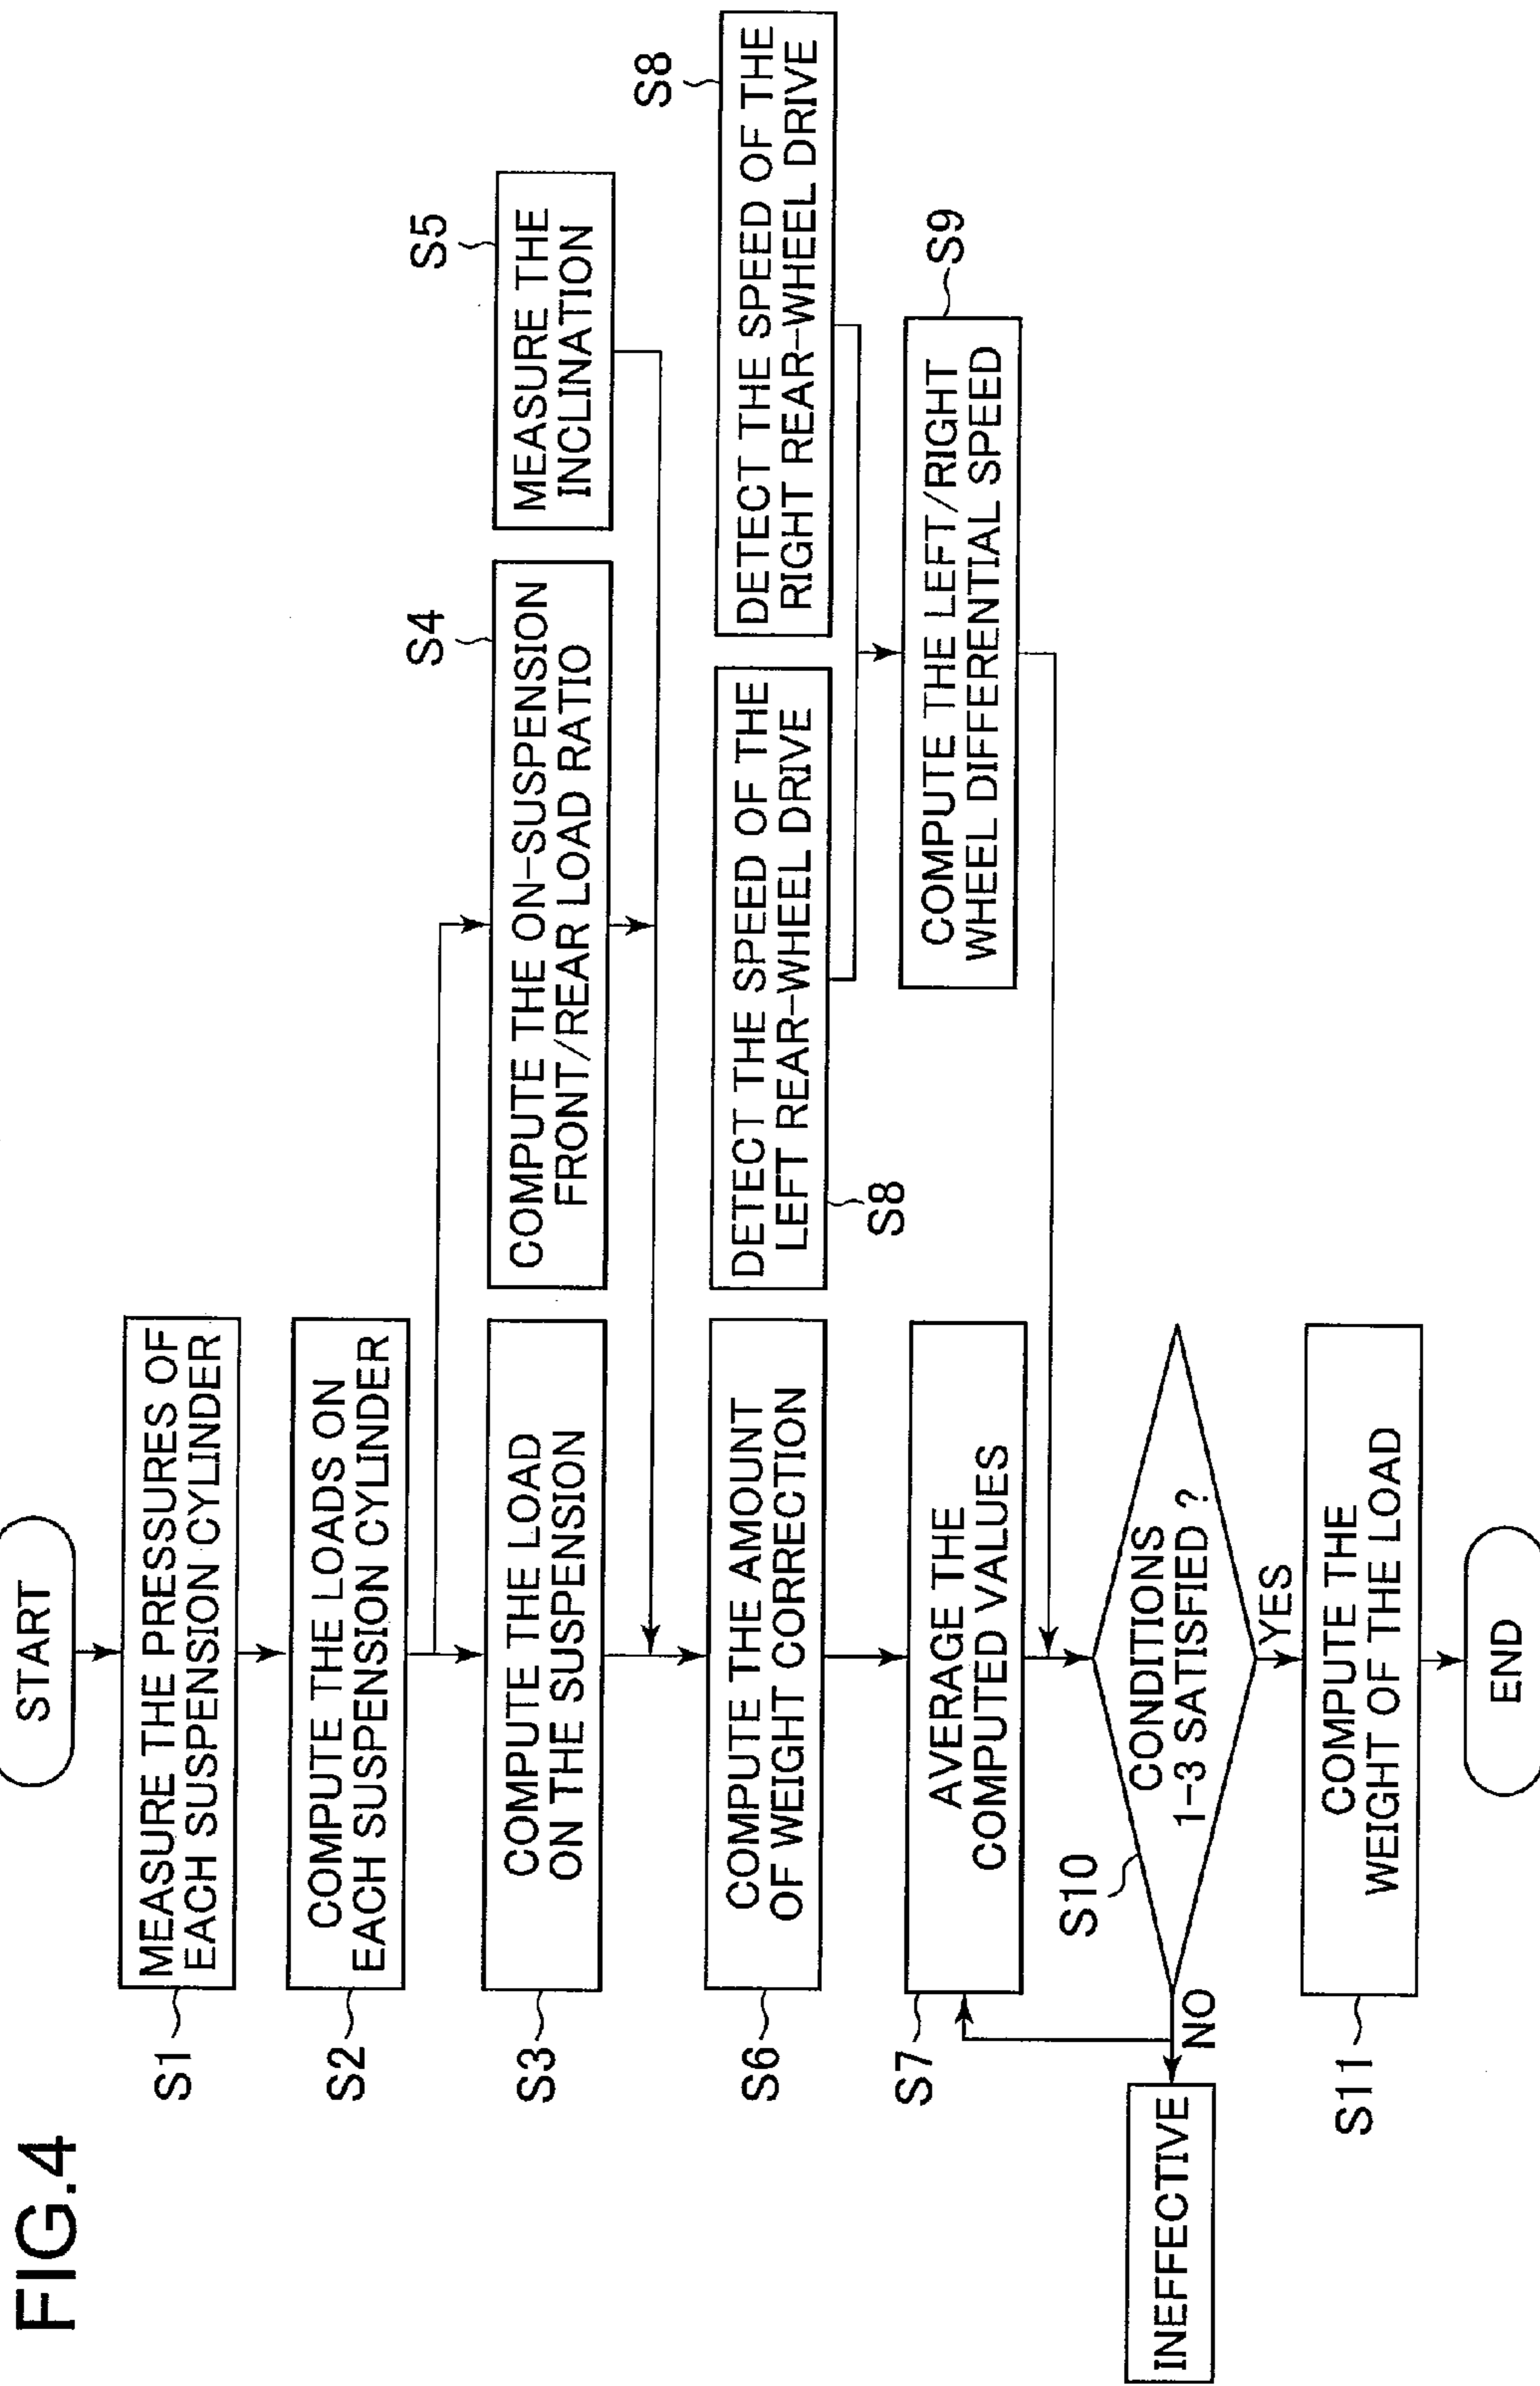 FIG.4
START
S1
MEASURE THE PRESSURES OF
EACH SUSPENSION CYLINDER
S2
COMPUTE THE LOADS ON
EACH SUSPENSION CYLINDER
S3
COMPUTE THE LOAD
ON THE SUSPENSION
S4
COMPUTE THE ON-SUSPENSION
FRONT/REAR LOAD RATIO
S5
MEASURE THE
INCLINATION
S6
COMPUTE THE AMOUNT
OF WEIGHT CORRECTION
S8
DETECT THE SPEED OF THE
LEFT REAR-WHEEL DRIVE
S8
DETECT THE SPEED OF THE
RIGHT REAR-WHEEL DRIVE
S7
AVERAGE THE
COMPUTED VALUES
S9
COMPUTE THE LEFT/RIGHT
WHEEL DIFFERENTIAL SPEED
S10
CONDITIONS
1-3 SATISFIED ?
NO
INEFFECTIVE
YES
S11
COMPUTE THE
WEIGHT OF THE LOAD
END